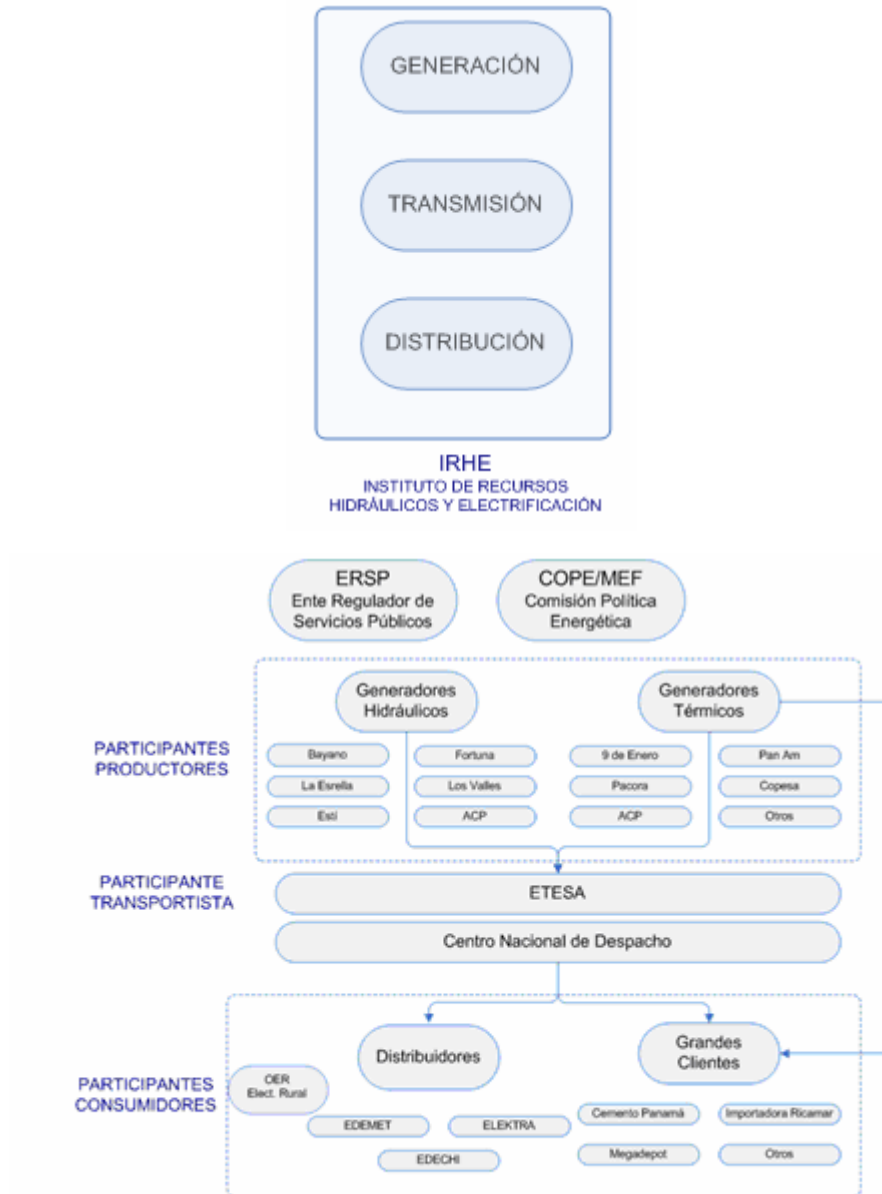 GENERACIÓN
TRANSMISIÓN
DISTRIBUCIÓN
IRHE
INSTITUTO DE RECURSOS
HIDRÁULICOS Y ELECTRIFICACIÓN
ERSP
Ente Regulador de
Servicios Públicos
COPE/MEF
Comisión Política
Energética
PARTICIPANTES
PRODUCTORES
Generadores
Hidráulicos
Generadores
Térmicos
Bayano
Fortuna
9 de Enero
Pan Am
La Esrella
Los Valles
Pacora
Copesa
Estí
ACP
ACP
Otros
PARTICIPANTE
TRANSPORTISTA
ETESA
Centro Nacional de Despacho
PARTICIPANTES
CONSUMIDORES
Distribuidores
Grandes
Clientes
OER
Elect. Rural
EDEMET
ELEKTRA
EDECHI
Cemento Panamá
Importadora Ricamar
Megadepot
Otros